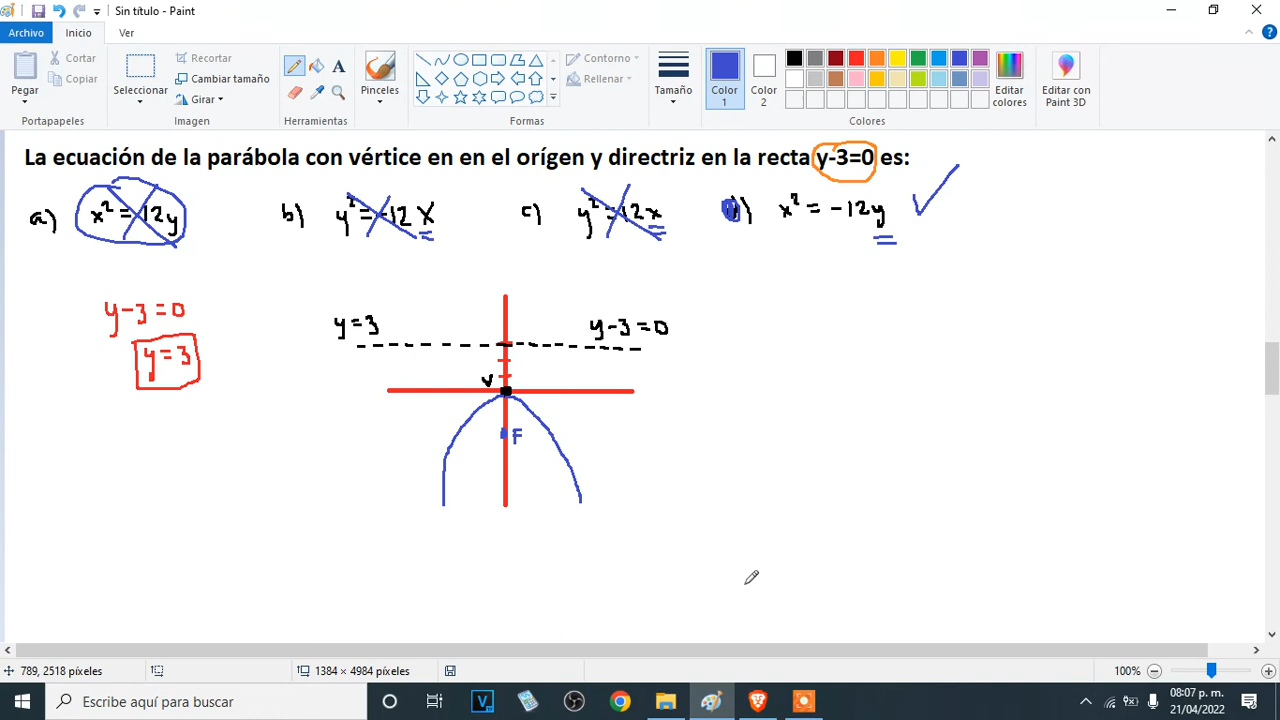 Sin título - Paint
Archivo Inicio Ver
Pegar Cortar Copiar Seleccionar Recortar Cambiar tamaño Girar A Pinceles Contorno Rellenar Tamaño Color 1 Color 2 Editar colores Editar con Paint 3D
Portapapeles Imagen Herramientas Formas Colores
La ecuación de la parábola con vértice en en el orígen y directriz en la recta y-3=0 es:
a) x² = 12y b) y² = -12x c) y² = 12x d) x² = -12y
y-3=0
y=3
y=3 y-3=0
V
F
789, 2518 píxeles 1384 × 4984 píxeles 100%
Escribe aquí para buscar
08:07 p. m.
21/04/2022